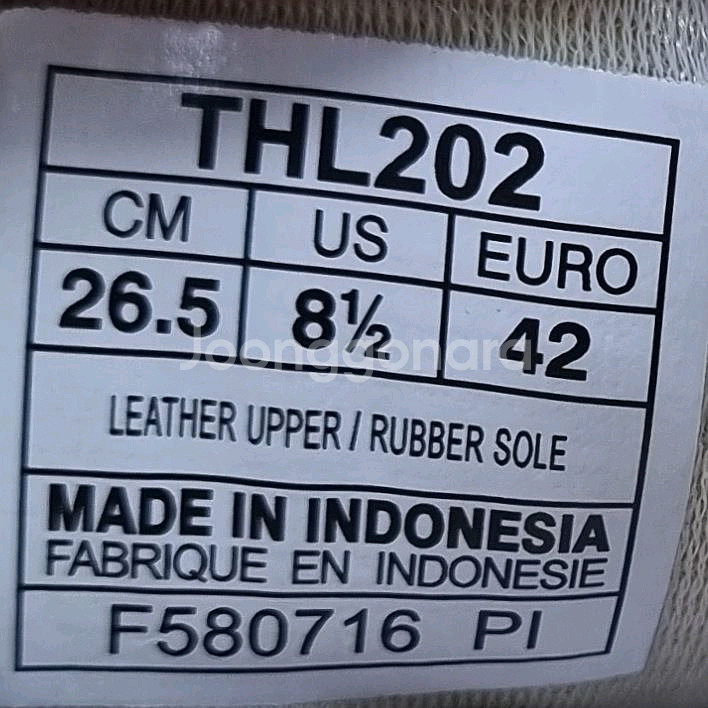 THL202
CM US EURO
26.5 8½ 42
Joonggonara
LEATHER UPPER / RUBBER SOLE
MADE IN INDONESIA
FABRIQUE EN INDONESIE
F580716 PI